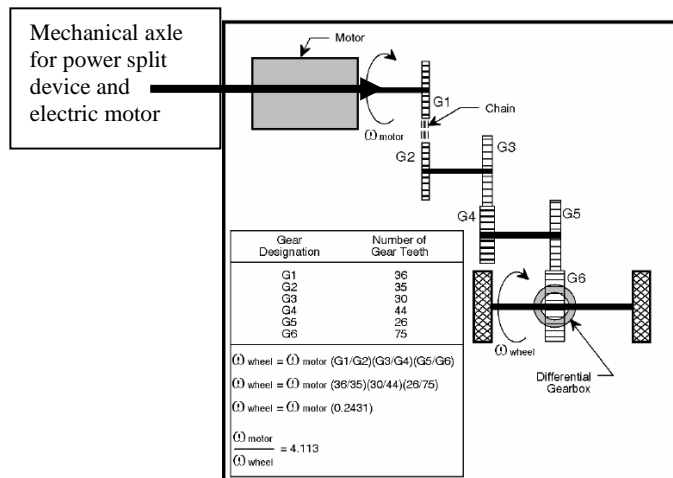 Mechanical axle
for power split
device and
electric motor
Motor
G1
Chain
ω motor
G2
G3
G4
G5
G6
ω wheel
Differential
Gearbox
Gear Designation Number of Gear Teeth
G1 36
G2 35
G3 30
G4 44
G5 26
G6 75
ω wheel = ω motor (G1/G2)(G3/G4)(G5/G6)
ω wheel = ω motor (36/35)(30/44)(26/75)
ω wheel = ω motor (0.2431)
ω motor
ω wheel = 4.113